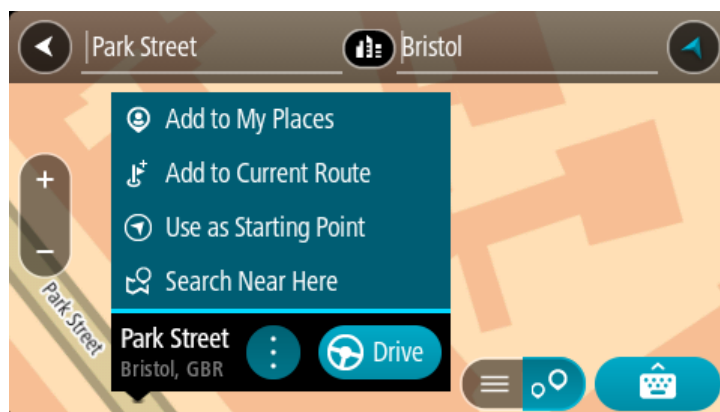 Park Street
Bristol
Add to My Places
Add to Current Route
Use as Starting Point
Search Near Here
+
−
Park Street
Park Street
Bristol, GBR
Drive